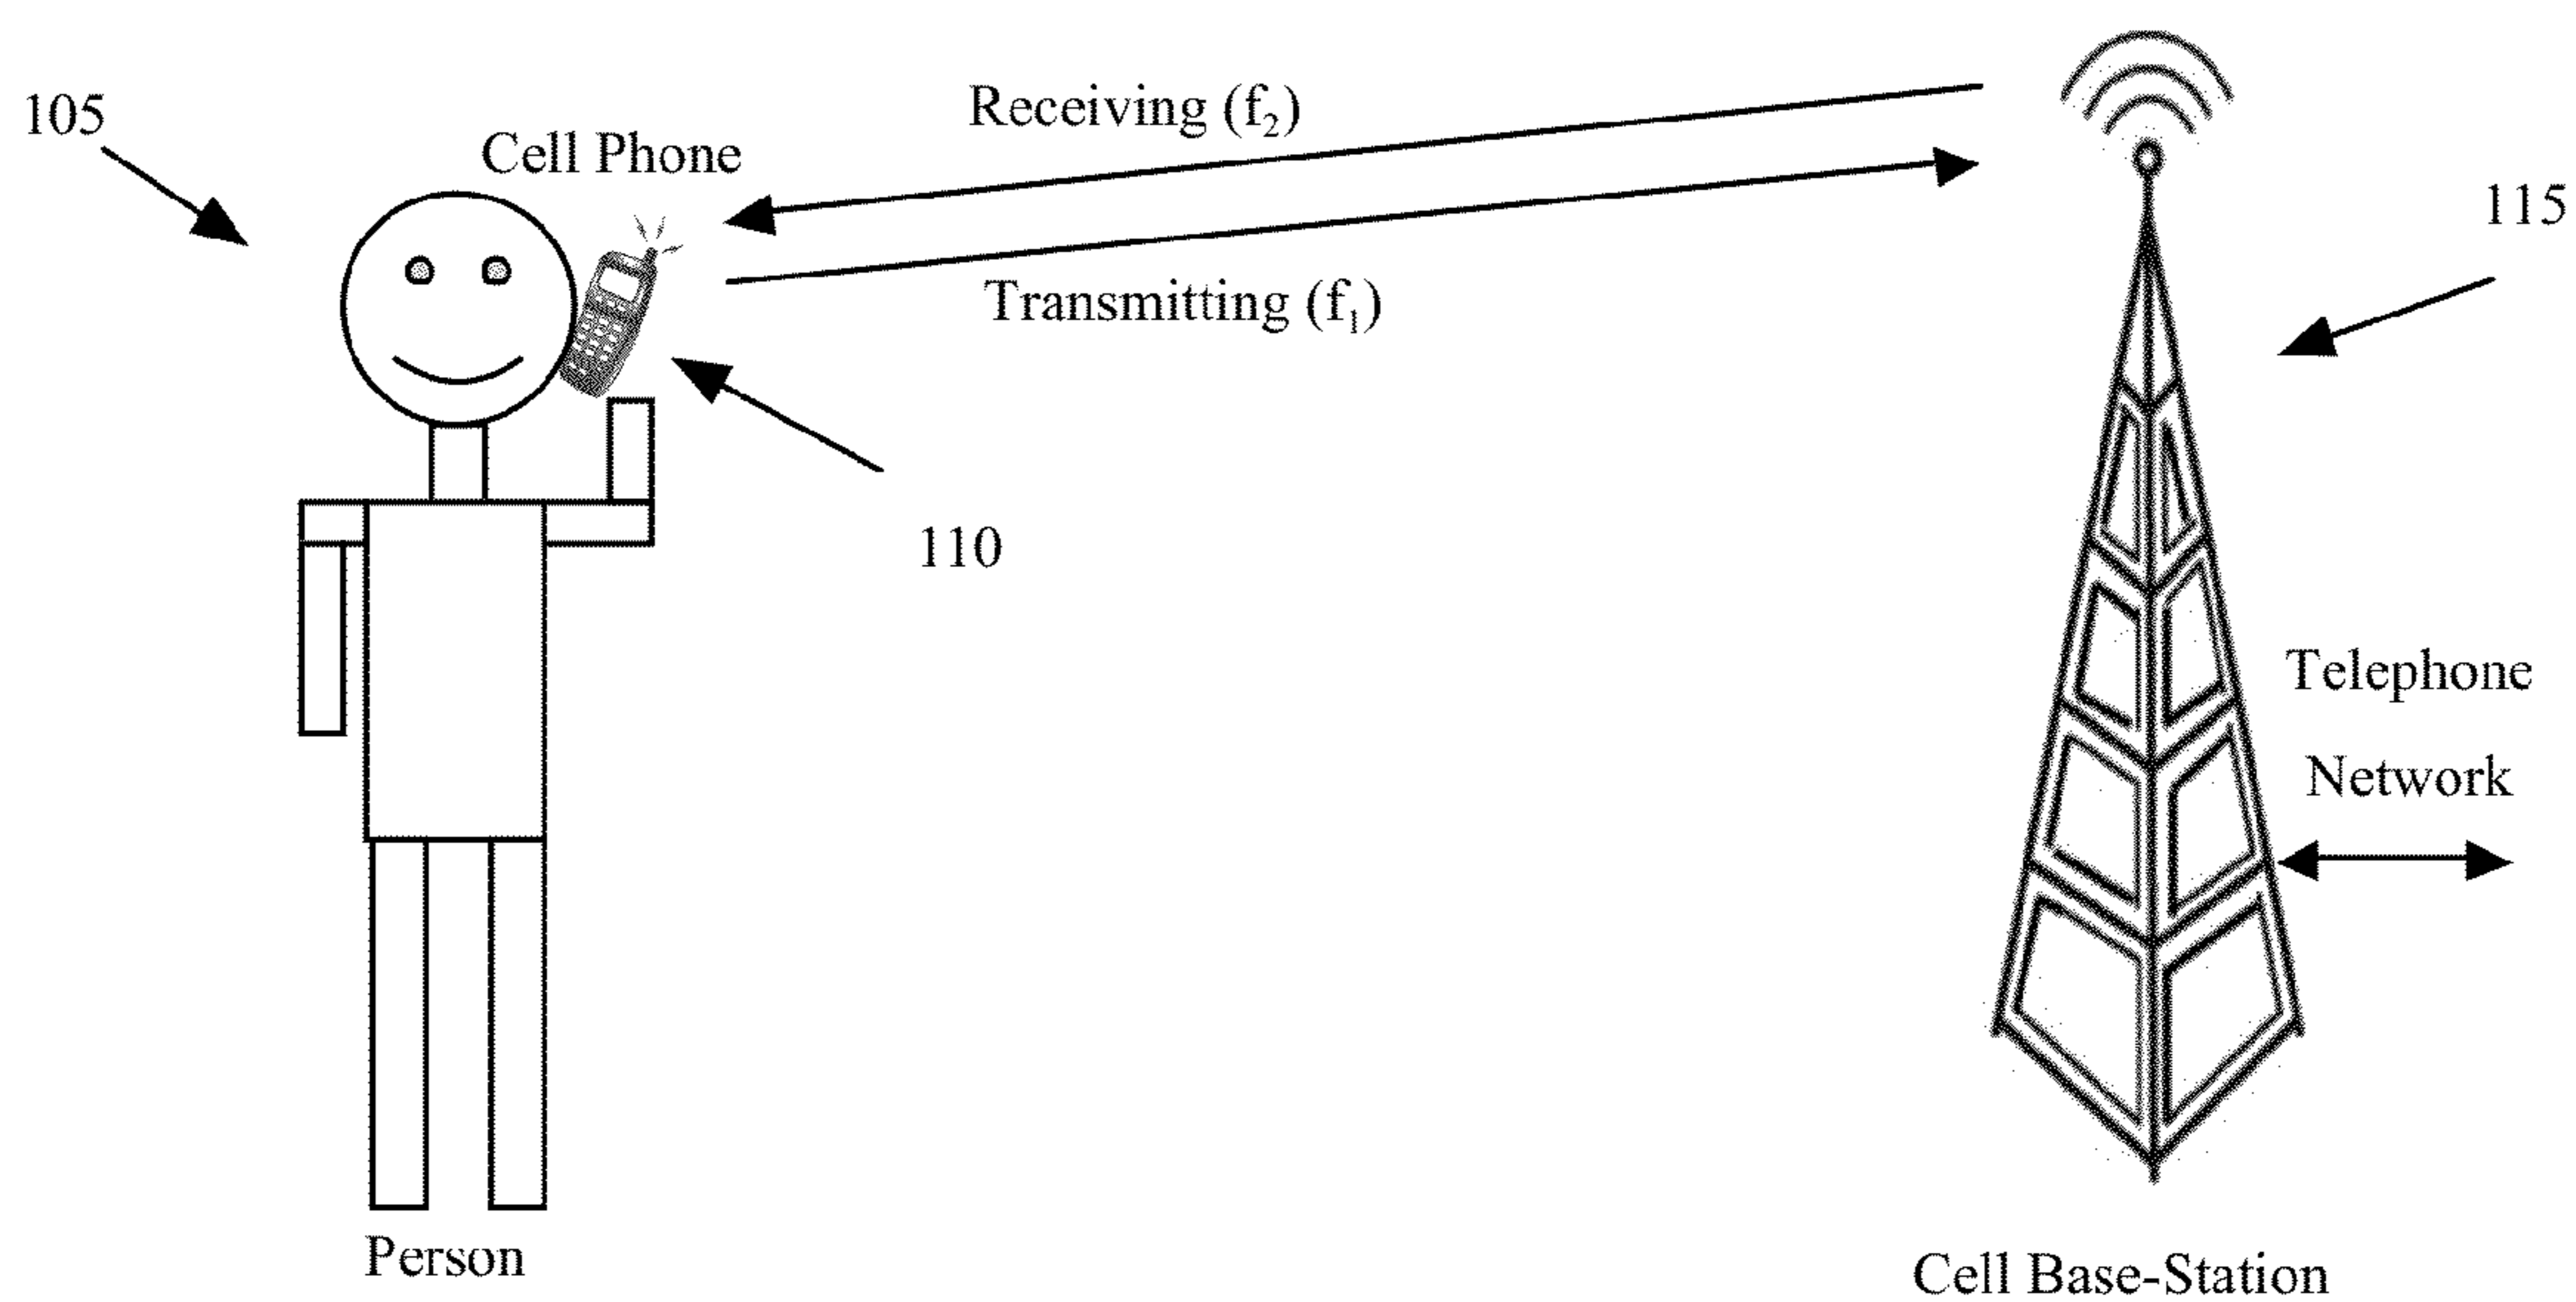 105
Cell Phone
Receiving (f₂)
Transmitting (f₁)
115
110
Telephone
Network
Person
Cell Base-Station